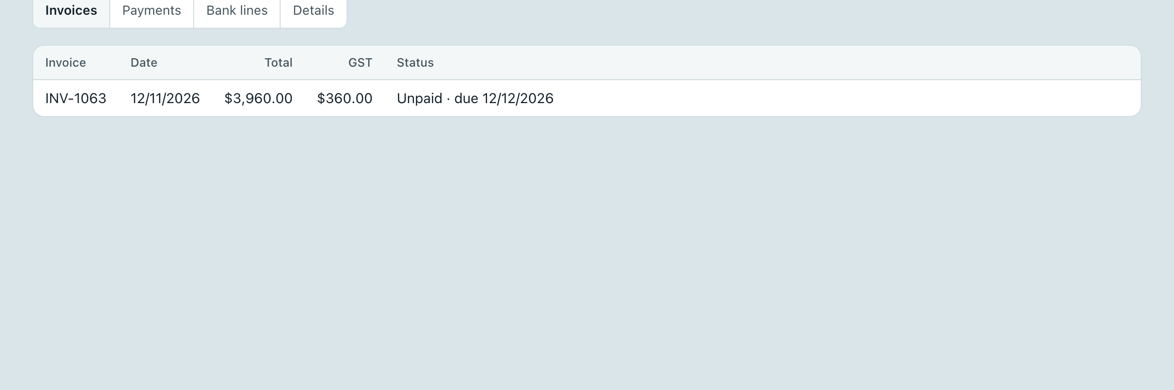 Invoices Payments Bank lines Details
Invoice Date Total GST Status
INV-1063 12/11/2026 $3,960.00 $360.00 Unpaid · due 12/12/2026